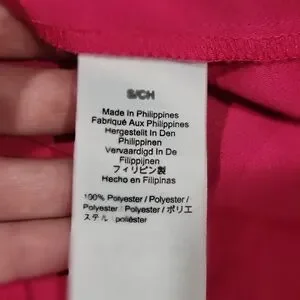 S/CH
Made In Philippines
Fabriqué Aux Philippines
Hergestellt In Den
Philippinen
Vervaardigd In De
Filippijnen
フィリピン製
Hecho en Filipinas
100% Polyester / Polyester /
Polyester / Polyester / ポリエ
ステル / poliéster